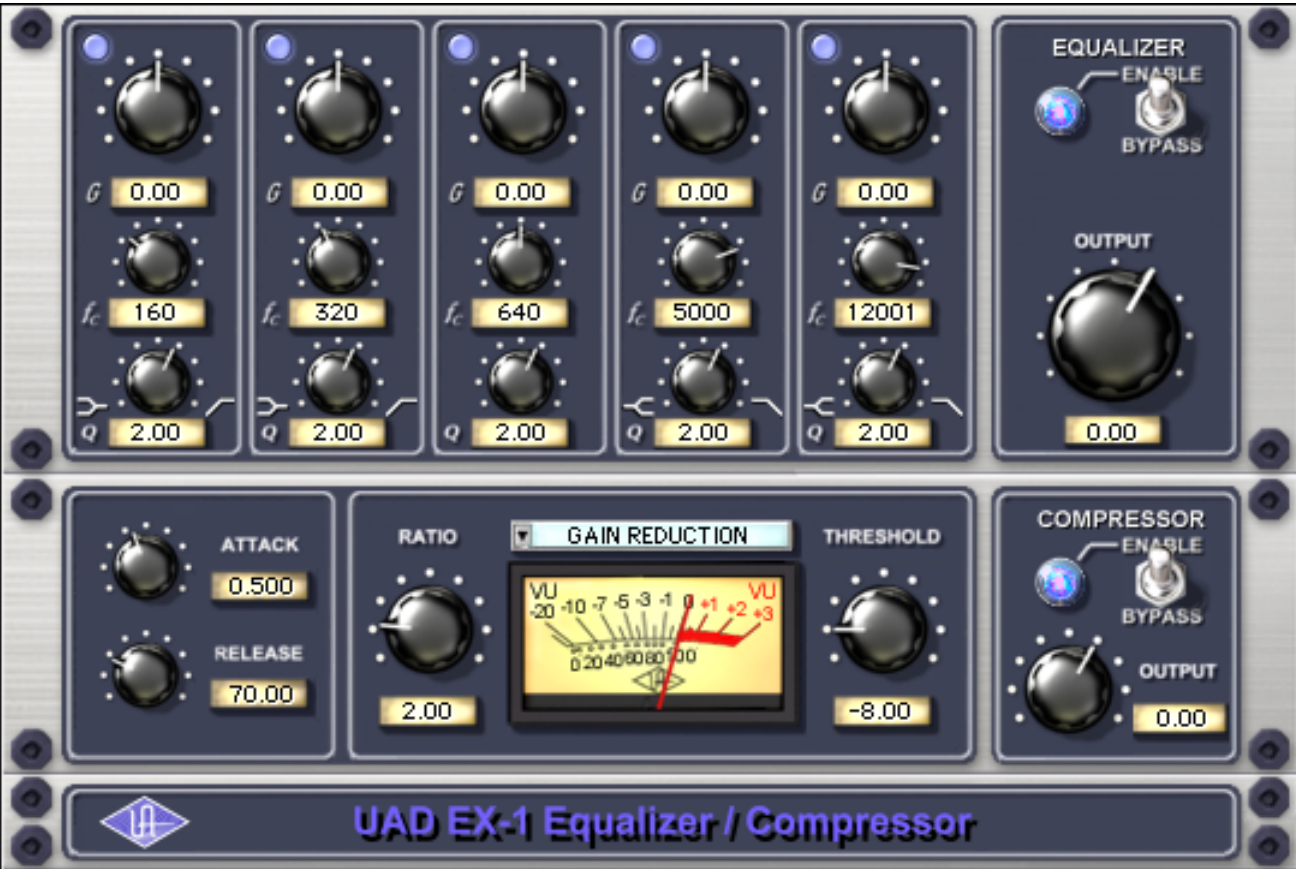 EQUALIZER
ENABLE
BYPASS
G 0.00 G 0.00 G 0.00 G 0.00 G 0.00
OUTPUT
fc 160 fc 320 fc 640 fc 5000 fc 12001
Q 2.00 Q 2.00 Q 2.00 Q 2.00 Q 2.00
0.00
ATTACK
0.500
RELEASE
70.00
RATIO
2.00
GAIN REDUCTION
VU VU
-20 -10 -7 -5 -3 -1 0 +1 +2 +3
0 20 40 60 80 100
UA
THRESHOLD
-8.00
COMPRESSOR
ENABLE
BYPASS
OUTPUT
0.00
UA
UAD EX-1 Equalizer / Compressor